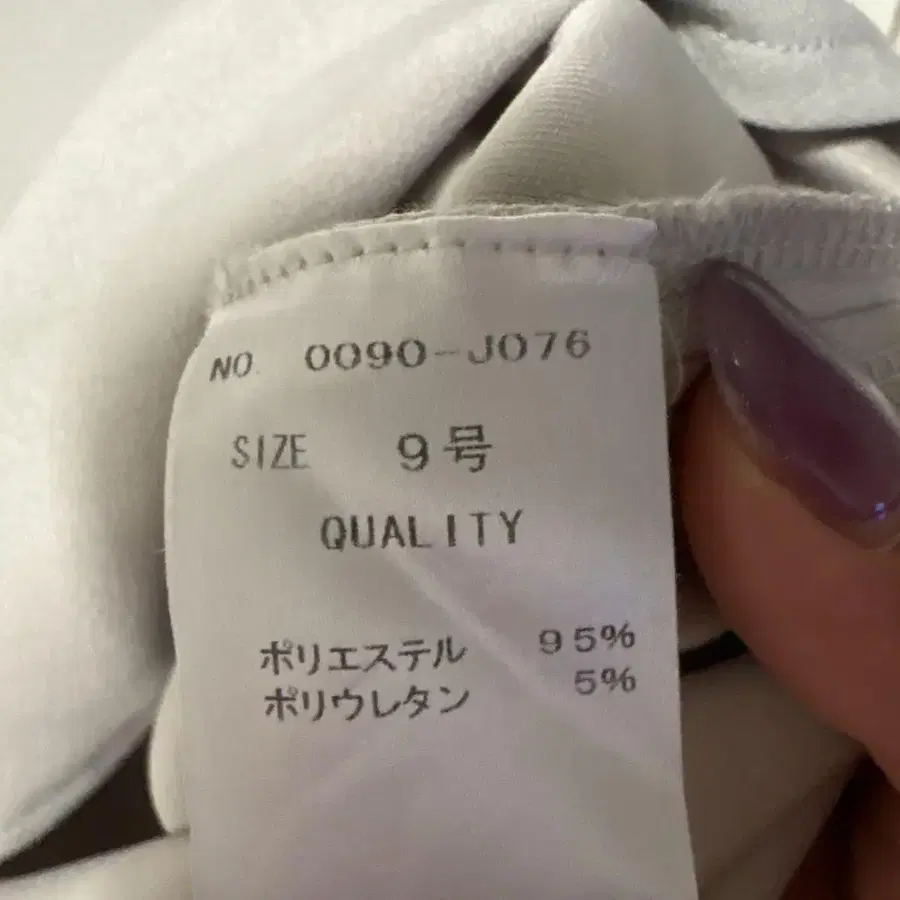 NO. 0090-J076
SIZE 9号
QUALITY
ポリエステル 95%
ポリウレタン 5%